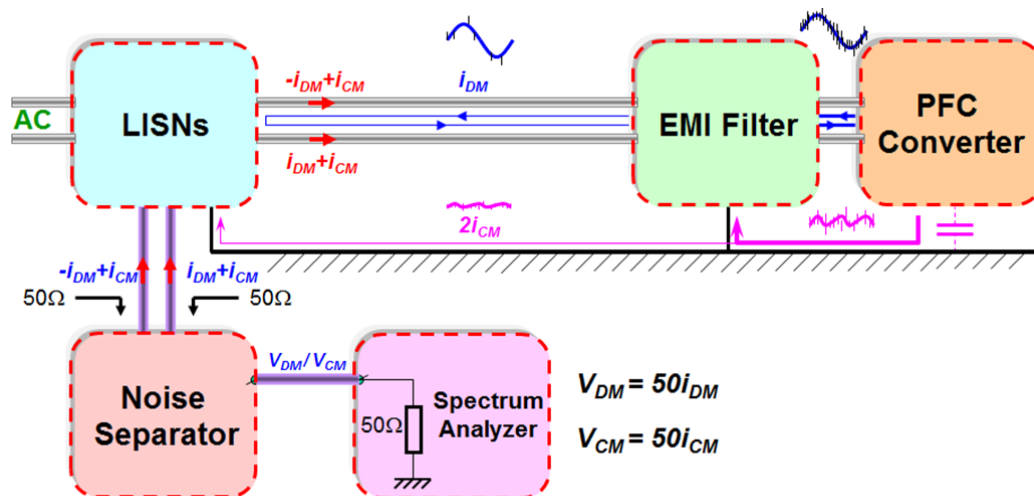 -iDM+iCM
iDM
AC
LISNs
EMI Filter
PFC
Converter
iDM+iCM
2iCM
-iDM+iCM
iDM+iCM
50Ω
50Ω
VDM/VCM
Noise
Separator
50Ω
Spectrum
Analyzer
VDM = 50iDM
VCM = 50iCM